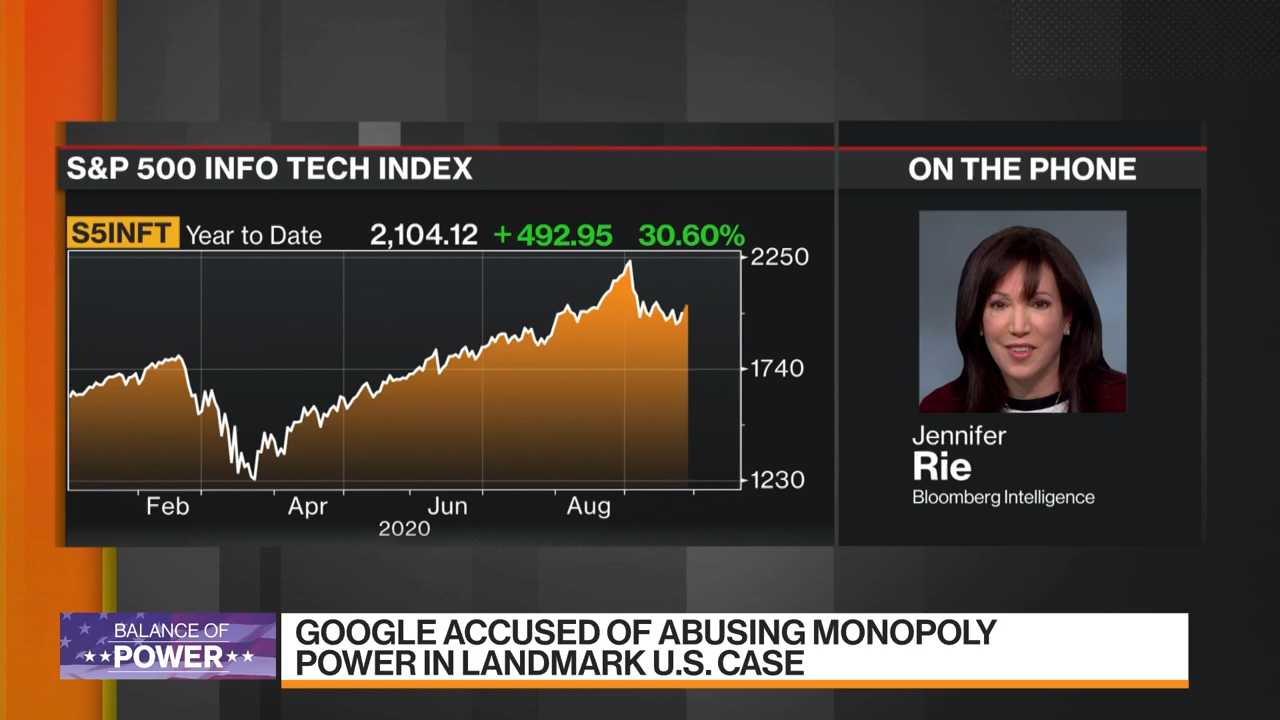 S&P 500 INFO TECH INDEX
S5INFT Year to Date 2,104.12 +492.95 30.60%
2250
1740
1230
Feb Apr Jun Aug
2020
ON THE PHONE
Jennifer
Rie
Bloomberg Intelligence
BALANCE OF
POWER
GOOGLE ACCUSED OF ABUSING MONOPOLY
POWER IN LANDMARK U.S. CASE